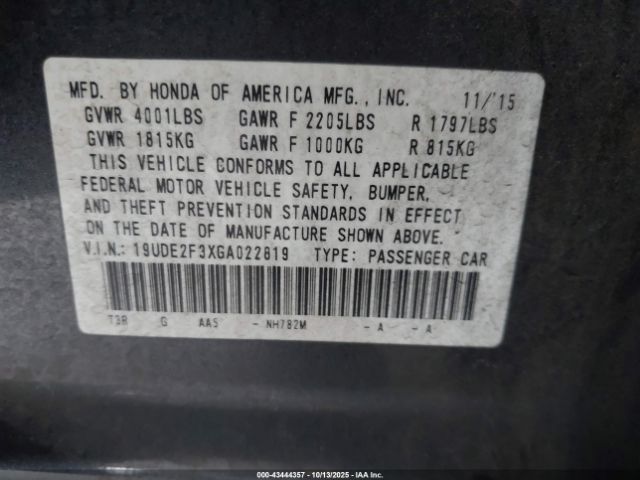 MFD. BY HONDA OF AMERICA MFG., INC. 11/'15
GVWR 4001LBS GAWR F 2205LBS R 1797LBS
GVWR 1815KG GAWR F 1000KG R 815KG
THIS VEHICLE CONFORMS TO ALL APPLICABLE
FEDERAL MOTOR VEHICLE SAFETY, BUMPER,
AND THEFT PREVENTION STANDARDS IN EFFECT
ON THE DATE OF MANUFACTURE SHOWN ABOVE.
V.I.N.: 19UDE2F3XGA022819 TYPE: PASSENGER CAR
T3R G AA5 - NH782M - A - A
000-43444357 | 10/13/2025 | IAA Inc.